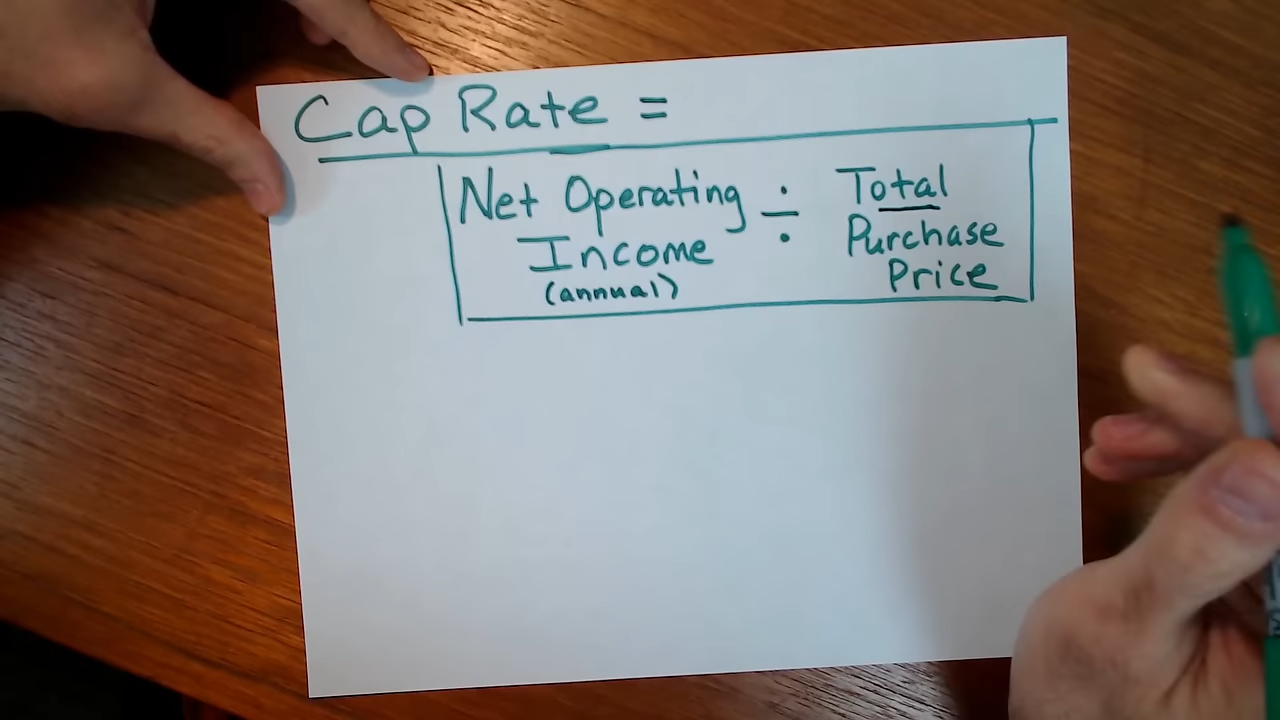 Cap Rate =
Net Operating ÷ Total
Income Purchase
(annual) Price